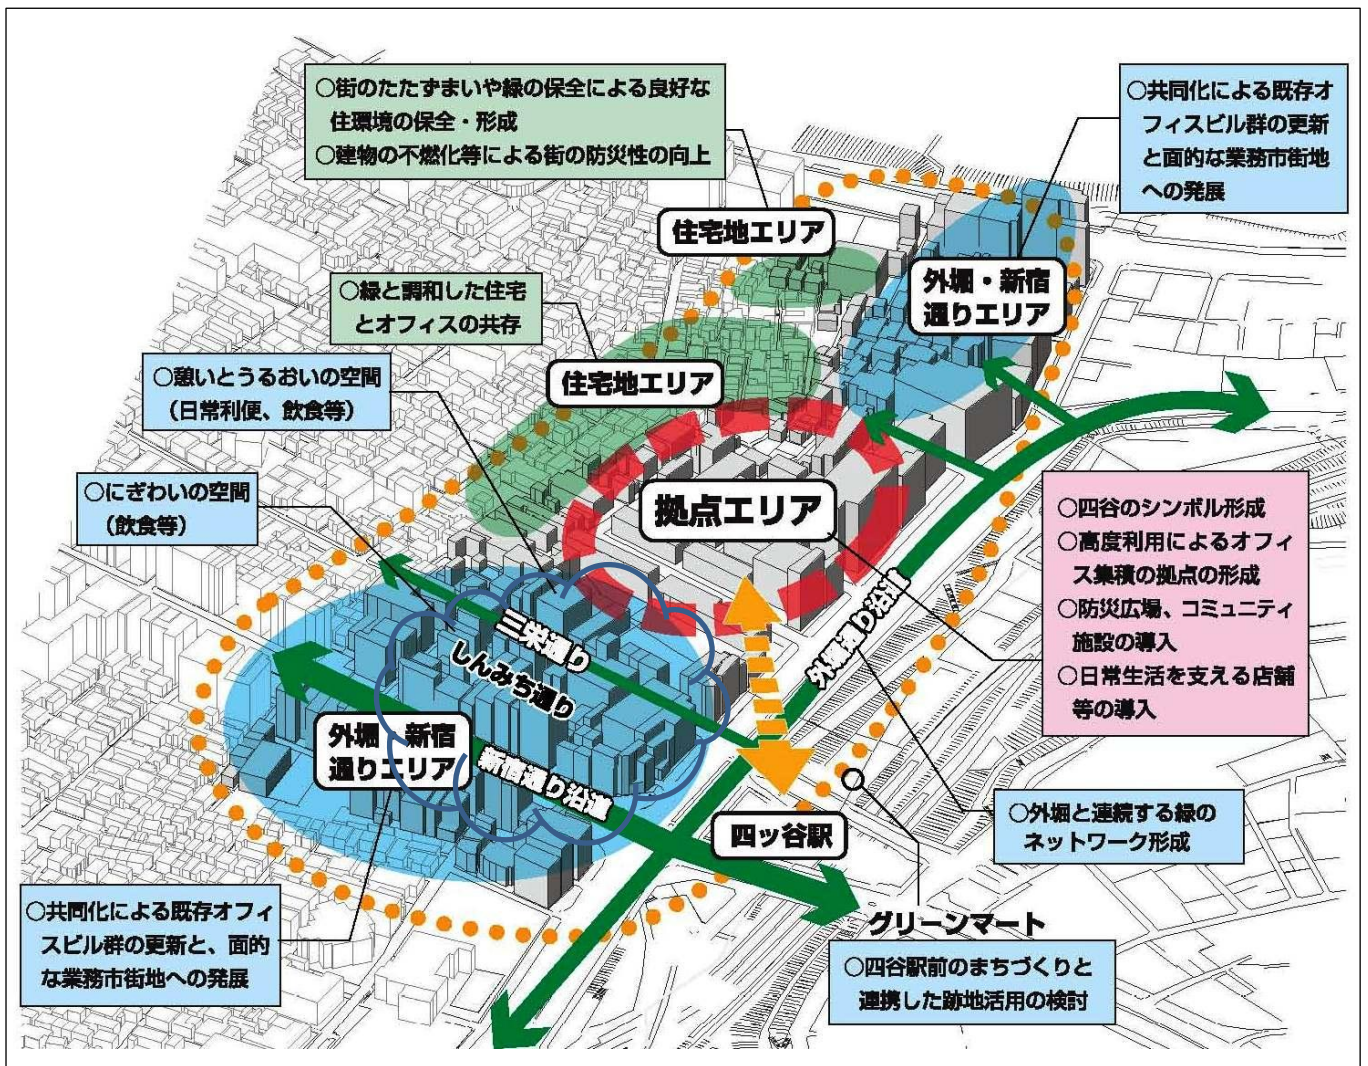 ○街のたたずまいや緑の保全による良好な
住環境の保全・形成
○建物の不燃化等による街の防災性の向上
○共同化による既存オ
フィスビル群の更新
と面的な業務市街地
への発展
住宅地エリア
外堀・新宿
通りエリア
○緑と調和した住宅
とオフィスの共存
住宅地エリア
○憩いとうるおいの空間
（日常利便、飲食等）
○にぎわいの空間
（飲食等）
拠点エリア
○四谷のシンボル形成
○高度利用によるオフィ
ス集積の拠点の形成
○防災広場、コミュニティ
施設の導入
○日常生活を支える店舗
等の導入
外堀通り沿道
三栄通り
しんみち通り
外堀・新宿
通りエリア
新宿通り沿道
四ッ谷駅
○外堀と連続する緑の
ネットワーク形成
○共同化による既存オフィ
スビル群の更新と、面的
な業務市街地への発展
グリーンマート
○四谷駅前のまちづくりと
連携した跡地活用の検討